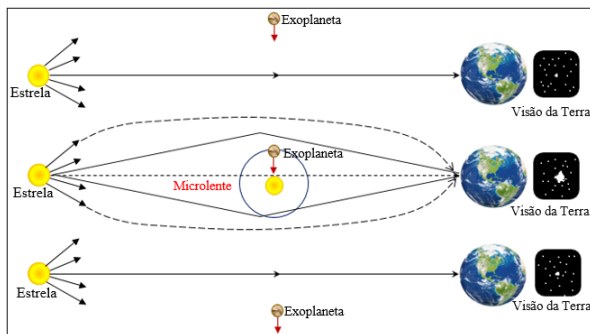 Exoplaneta
Estrela
Visão da Terra
Exoplaneta
Estrela
Microlente
Visão da Terra
Estrela
Visão da Terra
Exoplaneta